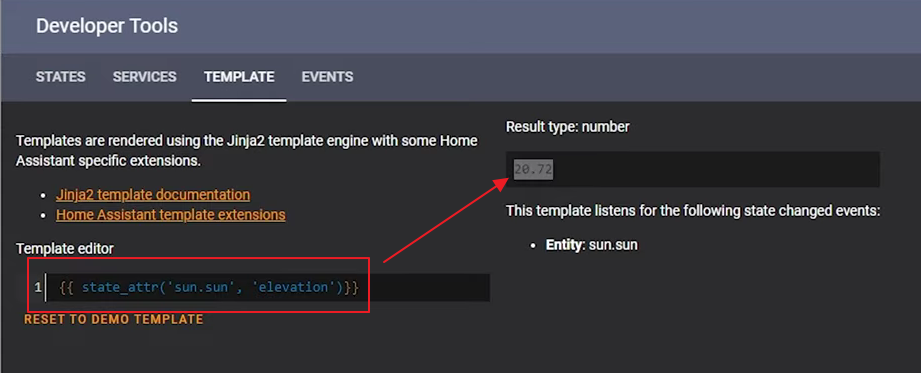 Developer Tools
STATES SERVICES TEMPLATE EVENTS
Templates are rendered using the Jinja2 template engine with some Home
Assistant specific extensions.
• Jinja2 template documentation
• Home Assistant template extensions
Template editor
1 {{ state_attr('sun.sun', 'elevation')}}
RESET TO DEMO TEMPLATE
Result type: number
20.72
This template listens for the following state changed events:
• Entity: sun.sun